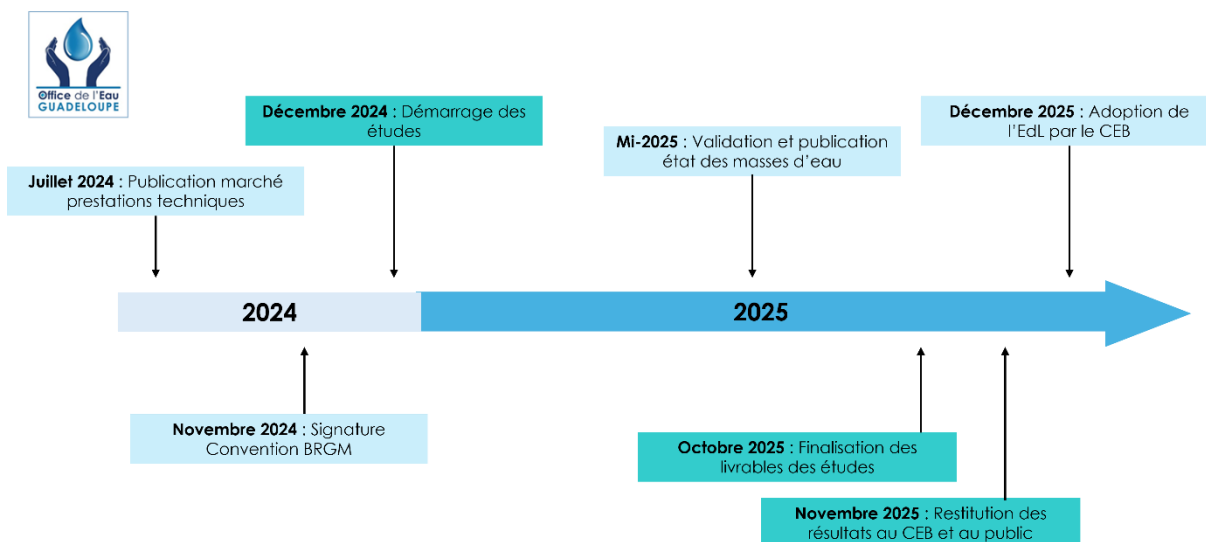 Office de l'Eau
GUADELOUPE
Décembre 2024 : Démarrage des
études
Décembre 2025 : Adoption de
l'EdL par le CEB
Mi-2025 : Validation et publication
état des masses d'eau
Juillet 2024 : Publication marché
prestations techniques
2024
2025
Novembre 2024 : Signature
Convention BRGM
Octobre 2025 : Finalisation des
livrables des études
Novembre 2025 : Restitution des
résultats au CEB et au public